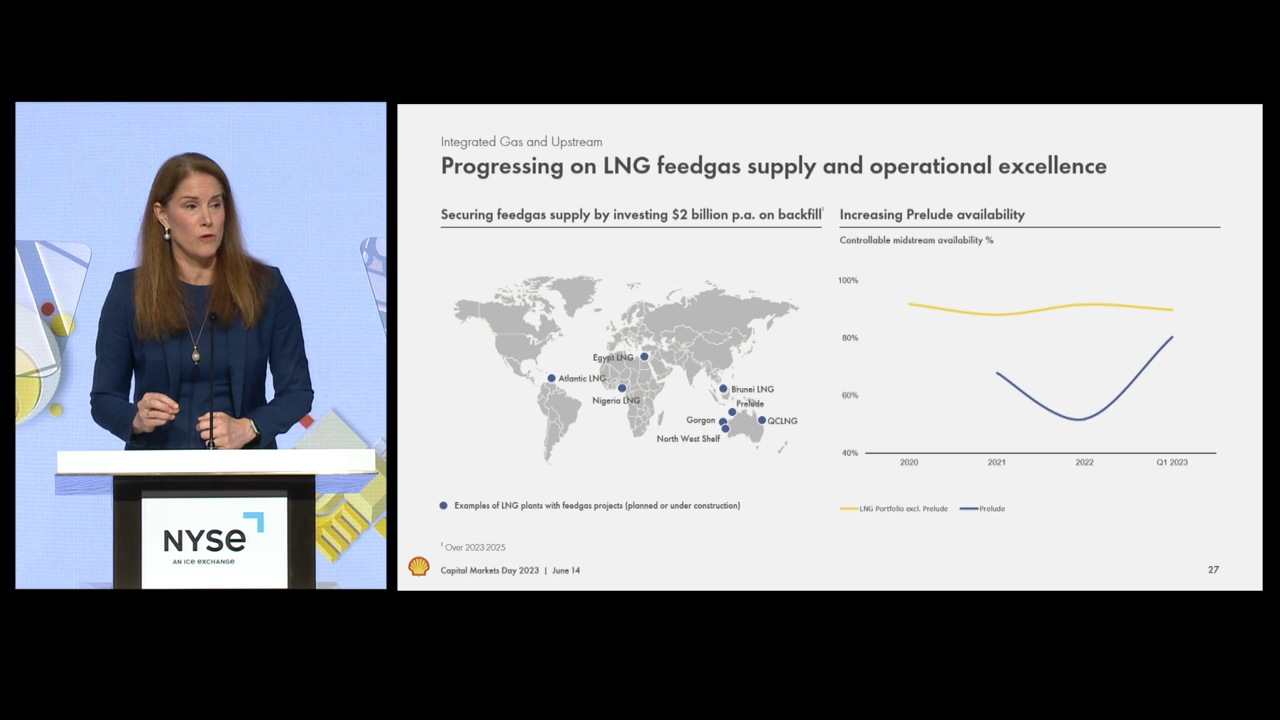 NYSE
AN ICE EXCHANGE
Integrated Gas and Upstream
Progressing on LNG feedgas supply and operational excellence
Securing feedgas supply by investing $2 billion p.a. on backfill¹
Egypt LNG
Atlantic LNG
Nigeria LNG
Brunei LNG
Prelude
Gorgon
QCLNG
North West Shelf
Examples of LNG plants with feedgas projects (planned or under construction)
Increasing Prelude availability
Controllable midstream availability %
100%
80%
60%
40%
2020 2021 2022 Q1 2023
LNG Portfolio excl. Prelude Prelude
¹ Over 2023-2025
Capital Markets Day 2023 | June 14
27